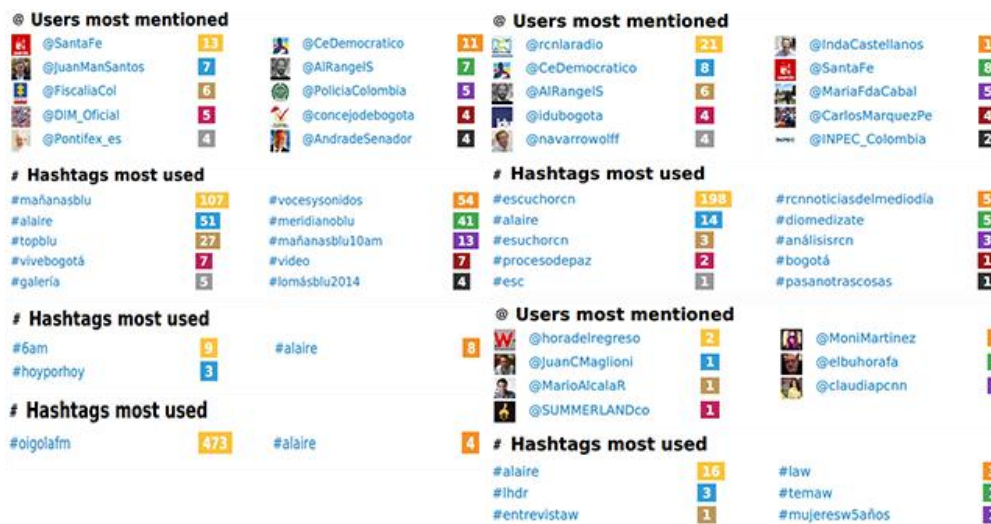 @ Users most mentioned
@SantaFe 13 @CeDemocratico 11
@JuanManSantos 7 @AlRangelS 7
@FiscaliaCol 6 @PoliciaColombia 5
@DIM_Oficial 5 @concejodebogota 4
@Pontifex_es 4 @AndradeSenador 4
# Hashtags most used
#mañanasblu 107 #vocesysonidos 54
#alaire 51 #meridianoblu 41
#topblu 27 #mañanasblu10am 13
#vivebogotá 7 #video 7
#galería 5 #lomásblu2014 4
# Hashtags most used
#6am 9 #alaire 8
#hoyporhoy 3
# Hashtags most used
#oigolafm 473 #alaire 4
@ Users most mentioned
@rcnlaradio 21 @IndaCastellanos
@CeDemocratico 8 @SantaFe 8
@AlRangelS 6 @MariaFdaCabal 5
@idubogota 4 @CarlosMarquezPe 4
@navarrowolff 4 @INPEC_Colombia 2
# Hashtags most used
#escuchorcn 198 #rcnnoticiasdelmediodía 5
#alaire 14 #diomedizate 5
#esuchorcn 3 #análisisrcn 3
#procesodepaz 2 #bogotá 1
#esc 1 #pasanotrascosas 1
@ Users most mentioned
@horadelregreso 2 @MoniMartinez
@JuanCMaglioni 1 @elbuhorafa
@MarioAlcalaR 1 @claudiapcnn
@SUMMERLANDco 1
# Hashtags most used
#alaire 16 #law
#lhdr 3 #temaw
#entrevistaw 1 #mujeresw5años